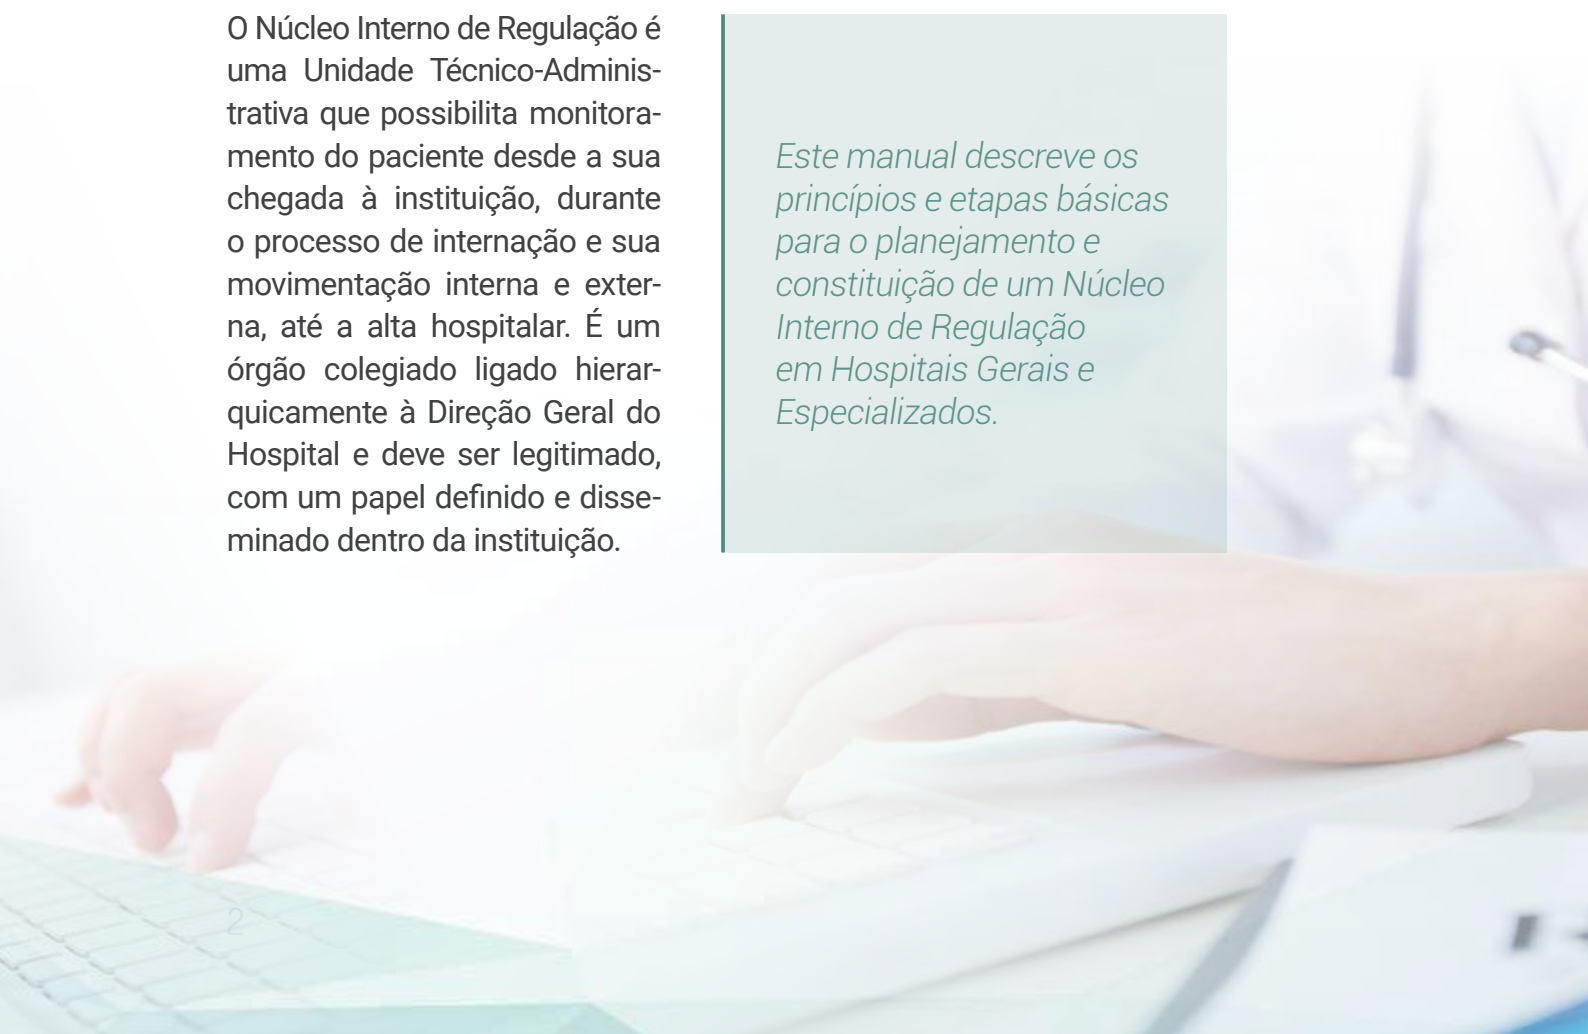 O Núcleo Interno de Regulação é
uma Unidade Técnico-Adminis-
trativa que possibilita monitora-
mento do paciente desde a sua
chegada à instituição, durante
o processo de internação e sua
movimentação interna e exter-
na, até a alta hospitalar. É um
órgão colegiado ligado hierar-
quicamente à Direção Geral do
Hospital e deve ser legitimado,
com um papel definido e disse-
minado dentro da instituição.
Este manual descreve os
princípios e etapas básicas
para o planejamento e
constituição de um Núcleo
Interno de Regulação
em Hospitais Gerais e
Especializados.
2